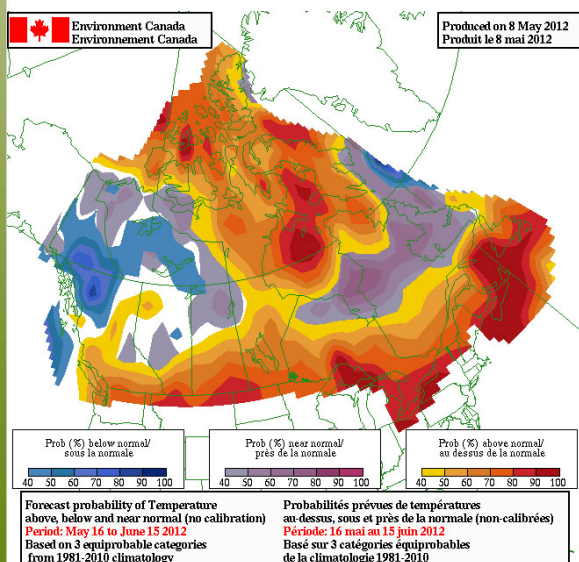 Environment Canada
Environnement Canada
Produced on 8 May 2012
Produit le 8 mai 2012
Prob (%) below normal/
sous la normale
40 50 60 70 80 90 100
Prob (%) near normal/
près de la normale
40 50 60 70 80 90 100
Prob (%) above normal/
au dessus de la normale
40 50 60 70 80 90 100
Forecast probability of Temperature
above, below and near normal (no calibration)
Period: May 16 to June 15 2012
Based on 3 equiprobable categories
from 1981-2010 climatology
Probabilités prévues de températures
au-dessus, sous et près de la normale (non-calibrées)
Période: 16 mai au 15 juin 2012
Basé sur 3 catégories équiprobables
de la climatologie 1981-2010